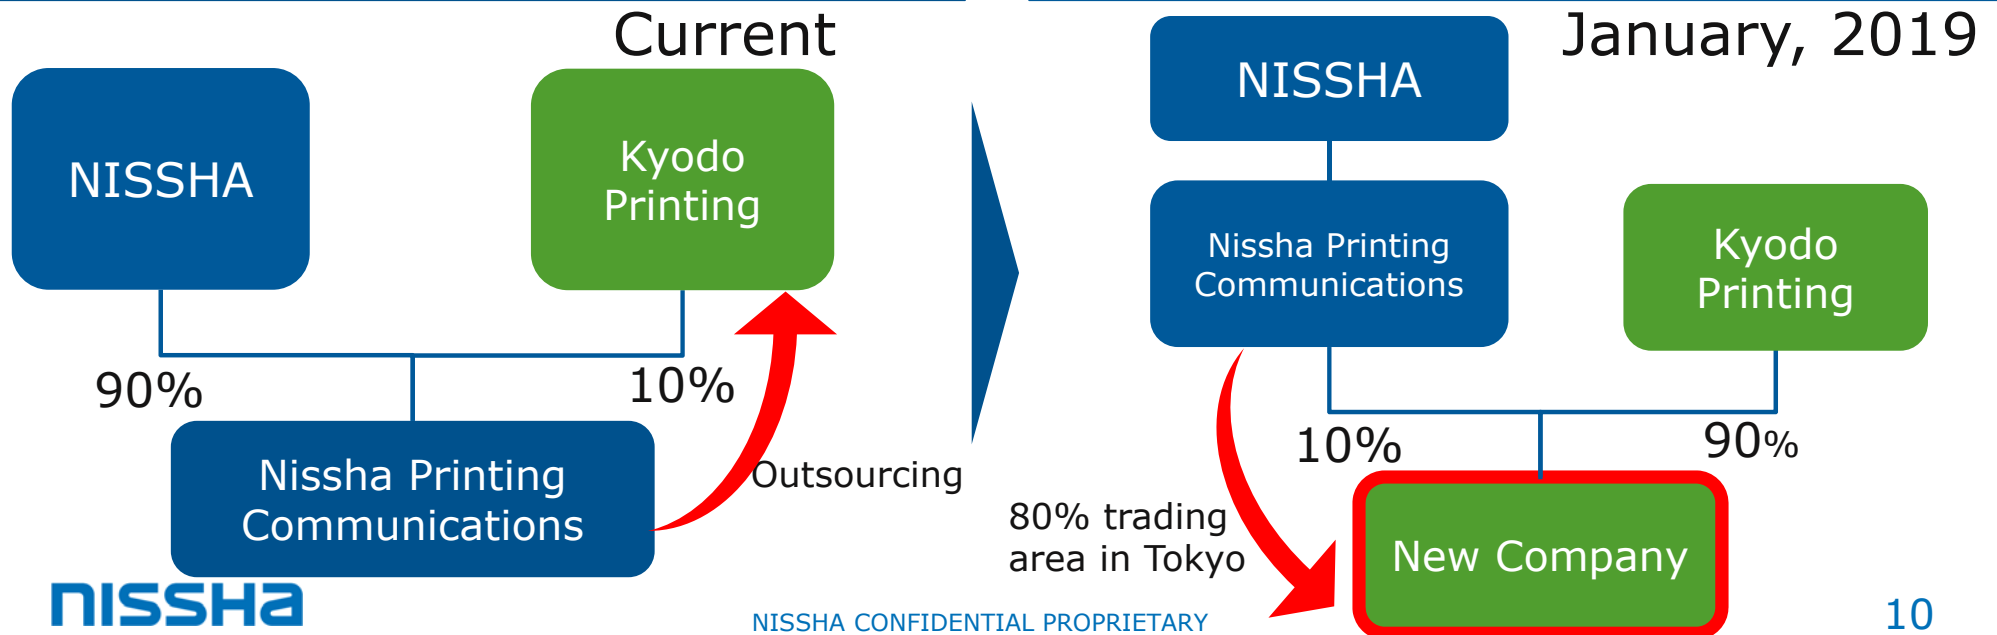 Current
NISSHA
Kyodo
Printing
90%
10%
Nissha Printing
Communications
Outsourcing
January, 2019
NISSHA
Nissha Printing
Communications
Kyodo
Printing
10%
90%
80% trading
area in Tokyo
New Company
NISSHA
NISSHA CONFIDENTIAL PROPRIETARY
10